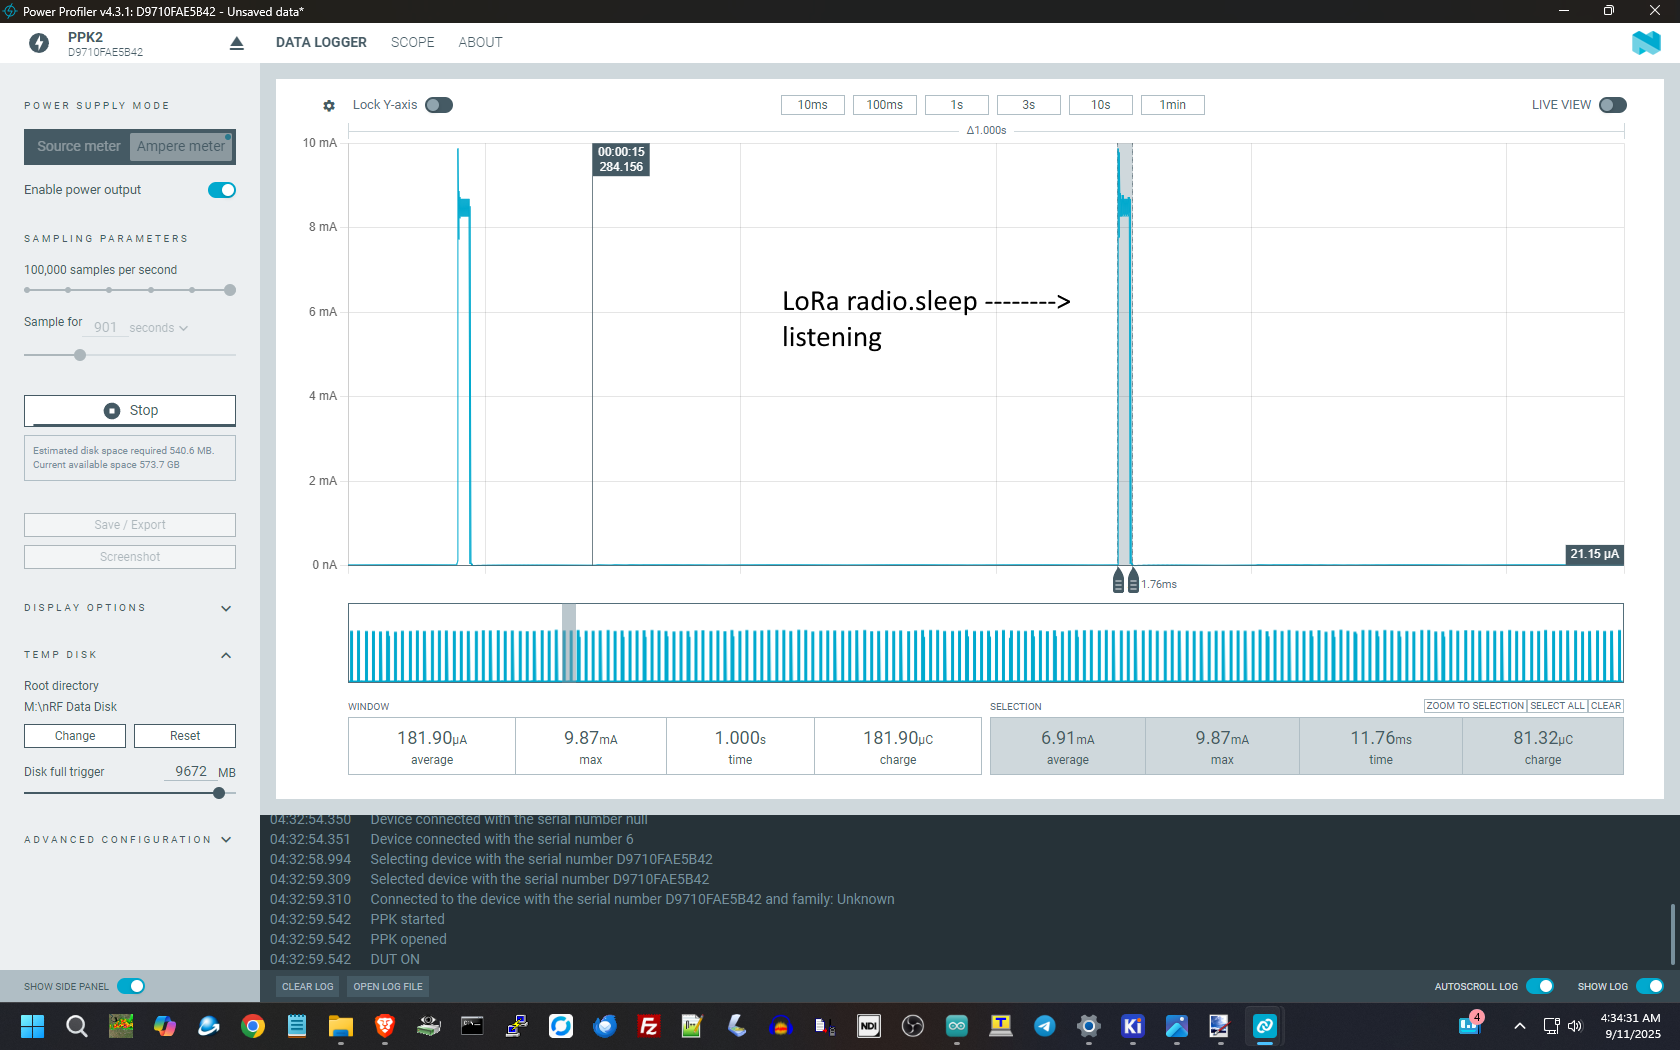 Power Profiler v4.3.1: D9710FAE5B42 - Unsaved data*
PPK2
D9710FAE5B42
DATA LOGGER
SCOPE
ABOUT
POWER SUPPLY MODE
Source meter
Ampere meter
Enable power output
SAMPLING PARAMETERS
100,000 samples per second
Sample for 901 seconds
Stop
Estimated disk space required 540.6 MB.
Current available space 573.7 GB
Save / Export
Screenshot
DISPLAY OPTIONS
TEMP DISK
Root directory
M:\nRF Data Disk
Change
Reset
Disk full trigger 9672 MB
ADVANCED CONFIGURATION
SHOW SIDE PANEL
Lock Y-axis
10ms
100ms
1s
3s
10s
1min
LIVE VIEW
Δ1.000s
10 mA
8 mA
6 mA
4 mA
2 mA
0 nA
00:00:15
284.156
LoRa radio.sleep -------->
listening
21.15 µA
1.76ms
WINDOW
181.90µA
average
9.87mA
max
1.000s
time
181.90µC
charge
SELECTION
ZOOM TO SELECTION
SELECT ALL
CLEAR
6.91mA
average
9.87mA
max
11.76ms
time
81.32µC
charge
04:32:54.350 Device connected with the serial number null
04:32:54.351 Device connected with the serial number 6
04:32:58.994 Selecting device with the serial number D9710FAE5B42
04:32:59.309 Selected device with the serial number D9710FAE5B42
04:32:59.310 Connected to the device with the serial number D9710FAE5B42 and family: Unknown
04:32:59.542 PPK started
04:32:59.542 PPK opened
04:32:59.542 DUT ON
CLEAR LOG
OPEN LOG FILE
AUTOSCROLL LOG
SHOW LOG
NDI
T
Ki
4
4:34:31 AM
9/11/2025